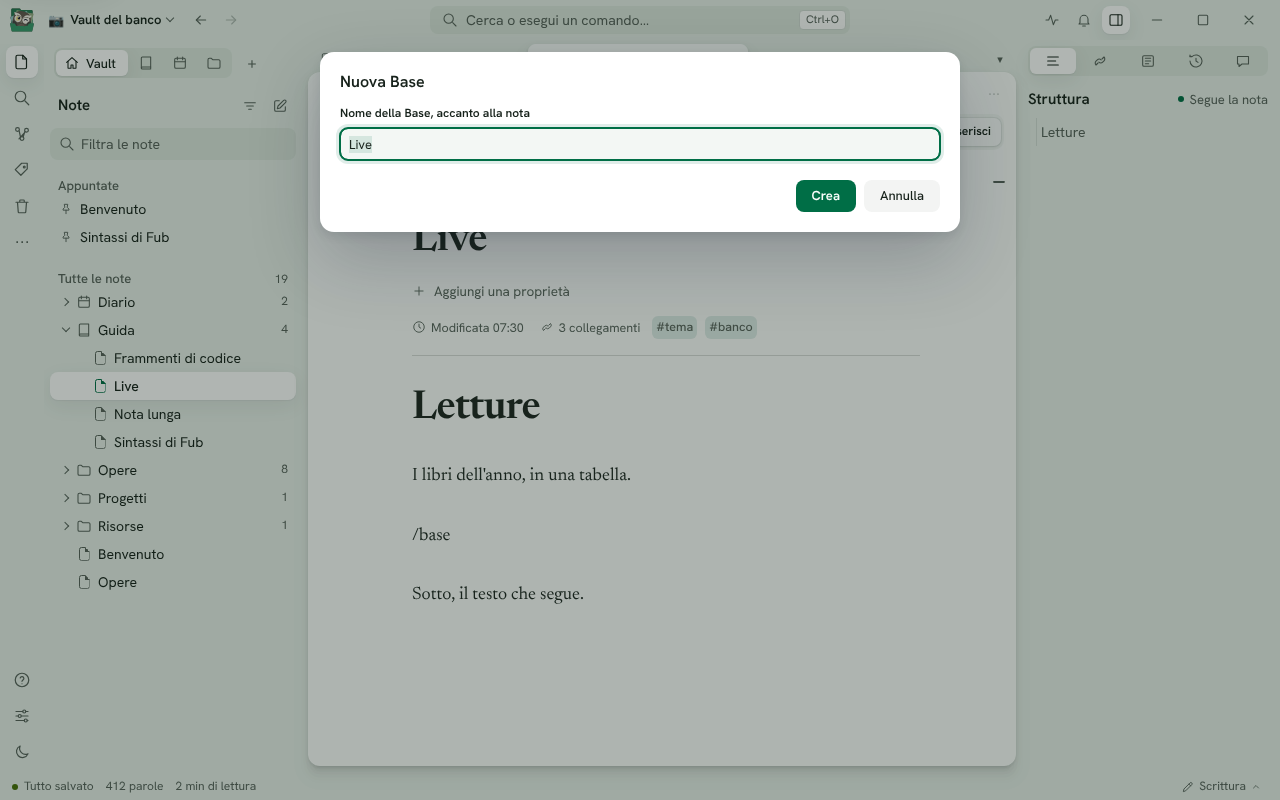 Vault del banco
Cerca o esegui un comando...
Ctrl+O
Vault
Note
Filtra le note
Appuntate
Benvenuto
Sintassi di Fub
Tutte le note 19
Diario 2
Guida 4
Frammenti di codice
Live
Nota lunga
Sintassi di Fub
Opere 8
Progetti 1
Risorse 1
Benvenuto
Opere
Nuova Base
Nome della Base, accanto alla nota
Live
Crea
Annulla
Live
Aggiungi una proprietà
Modificata 07:30
3 collegamenti
#tema
#banco
Letture
I libri dell'anno, in una tabella.
/base
Sotto, il testo che segue.
Struttura
Segue la nota
Letture
Tutto salvato
412 parole
2 min di lettura
Scrittura